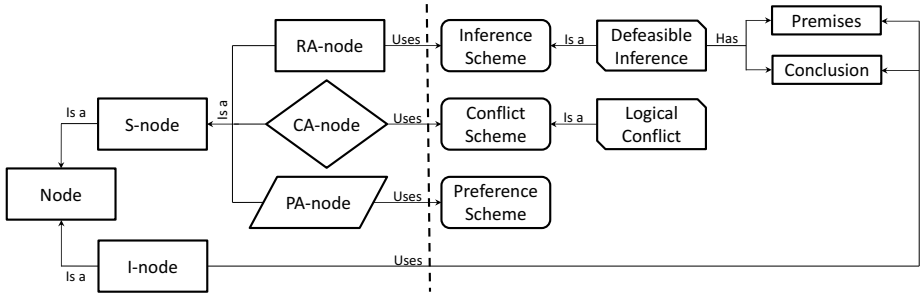 RA-node
Uses
Inference
Scheme
Is a
Defeasible
Inference
Has
Premises
Conclusion
Is a
S-node
Is a
CA-node
Uses
Conflict
Scheme
Is a
Logical
Conflict
Node
PA-node
Uses
Preference
Scheme
Is a
I-node
Uses